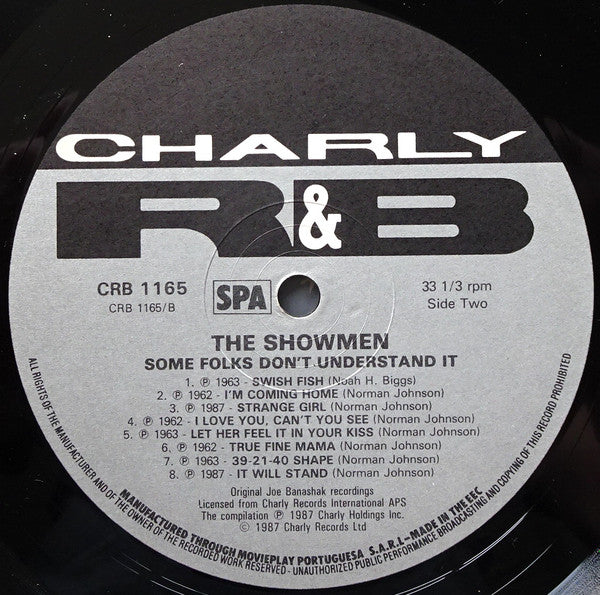 CHARLY
R&B
CRB 1165
CRB 1165/B
SPA
33 1/3 rpm
Side Two
THE SHOWMEN
SOME FOLKS DON'T UNDERSTAND IT
1. ℗ 1963 - SWISH FISH (Noah H. Biggs)
2. ℗ 1962 - I'M COMING HOME (Norman Johnson)
3. ℗ 1987 - STRANGE GIRL (Norman Johnson)
4. ℗ 1962 - I LOVE YOU, CAN'T YOU SEE (Norman Johnson)
5. ℗ 1963 - LET HER FEEL IT IN YOUR KISS (Norman Johnson)
6. ℗ 1962 - TRUE FINE MAMA (Norman Johnson)
7. ℗ 1963 - 39-21-40 SHAPE (Norman Johnson)
8. ℗ 1987 - IT WILL STAND (Norman Johnson)
Original Joe Banashak recordings
Licensed from Charly Records International APS
The compilation ℗ 1987 Charly Holdings Inc.
© 1987 Charly Records Ltd
MANUFACTURED THROUGH MOVIEPLAY PORTUGUESA S.A.R.L-MADE IN THE EEC
ALL RIGHTS OF THE MANUFACTURER AND OF THE OWNER OF THE RECORDED WORK RESERVED - UNAUTHORIZED PUBLIC PERFORMANCE BROADCASTING AND COPYING OF THIS RECORD PROHIBITED